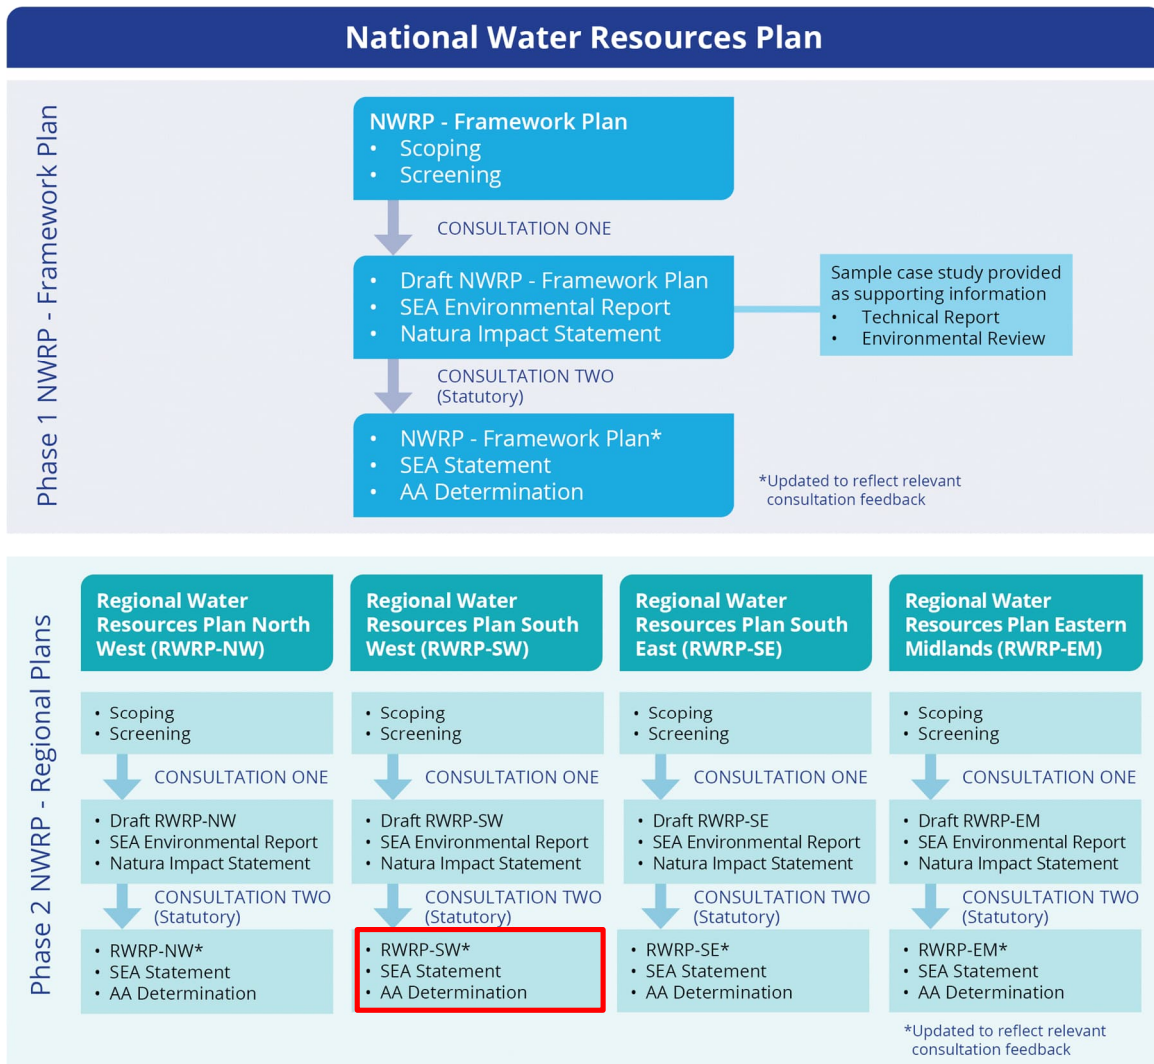 National Water Resources Plan
Phase 1 NWRP - Framework Plan
NWRP - Framework Plan
• Scoping
• Screening
CONSULTATION ONE
• Draft NWRP - Framework Plan
• SEA Environmental Report
• Natura Impact Statement
Sample case study provided
as supporting information
• Technical Report
• Environmental Review
CONSULTATION TWO
(Statutory)
• NWRP - Framework Plan*
• SEA Statement
• AA Determination
*Updated to reflect relevant
consultation feedback
Phase 2 NWRP - Regional Plans
Regional Water
Resources Plan North
West (RWRP-NW)
• Scoping
• Screening
CONSULTATION ONE
• Draft RWRP-NW
• SEA Environmental Report
• Natura Impact Statement
CONSULTATION TWO
(Statutory)
• RWRP-NW*
• SEA Statement
• AA Determination
Regional Water
Resources Plan South
West (RWRP-SW)
• Scoping
• Screening
CONSULTATION ONE
• Draft RWRP-SW
• SEA Environmental Report
• Natura Impact Statement
CONSULTATION TWO
(Statutory)
• RWRP-SW*
• SEA Statement
• AA Determination
Regional Water
Resources Plan South
East (RWRP-SE)
• Scoping
• Screening
CONSULTATION ONE
• Draft RWRP-SE
• SEA Environmental Report
• Natura Impact Statement
CONSULTATION TWO
(Statutory)
• RWRP-SE*
• SEA Statement
• AA Determination
Regional Water
Resources Plan Eastern
Midlands (RWRP-EM)
• Scoping
• Screening
CONSULTATION ONE
• Draft RWRP-EM
• SEA Environmental Report
• Natura Impact Statement
CONSULTATION TWO
(Statutory)
• RWRP-EM*
• SEA Statement
• AA Determination
*Updated to reflect relevant
consultation feedback